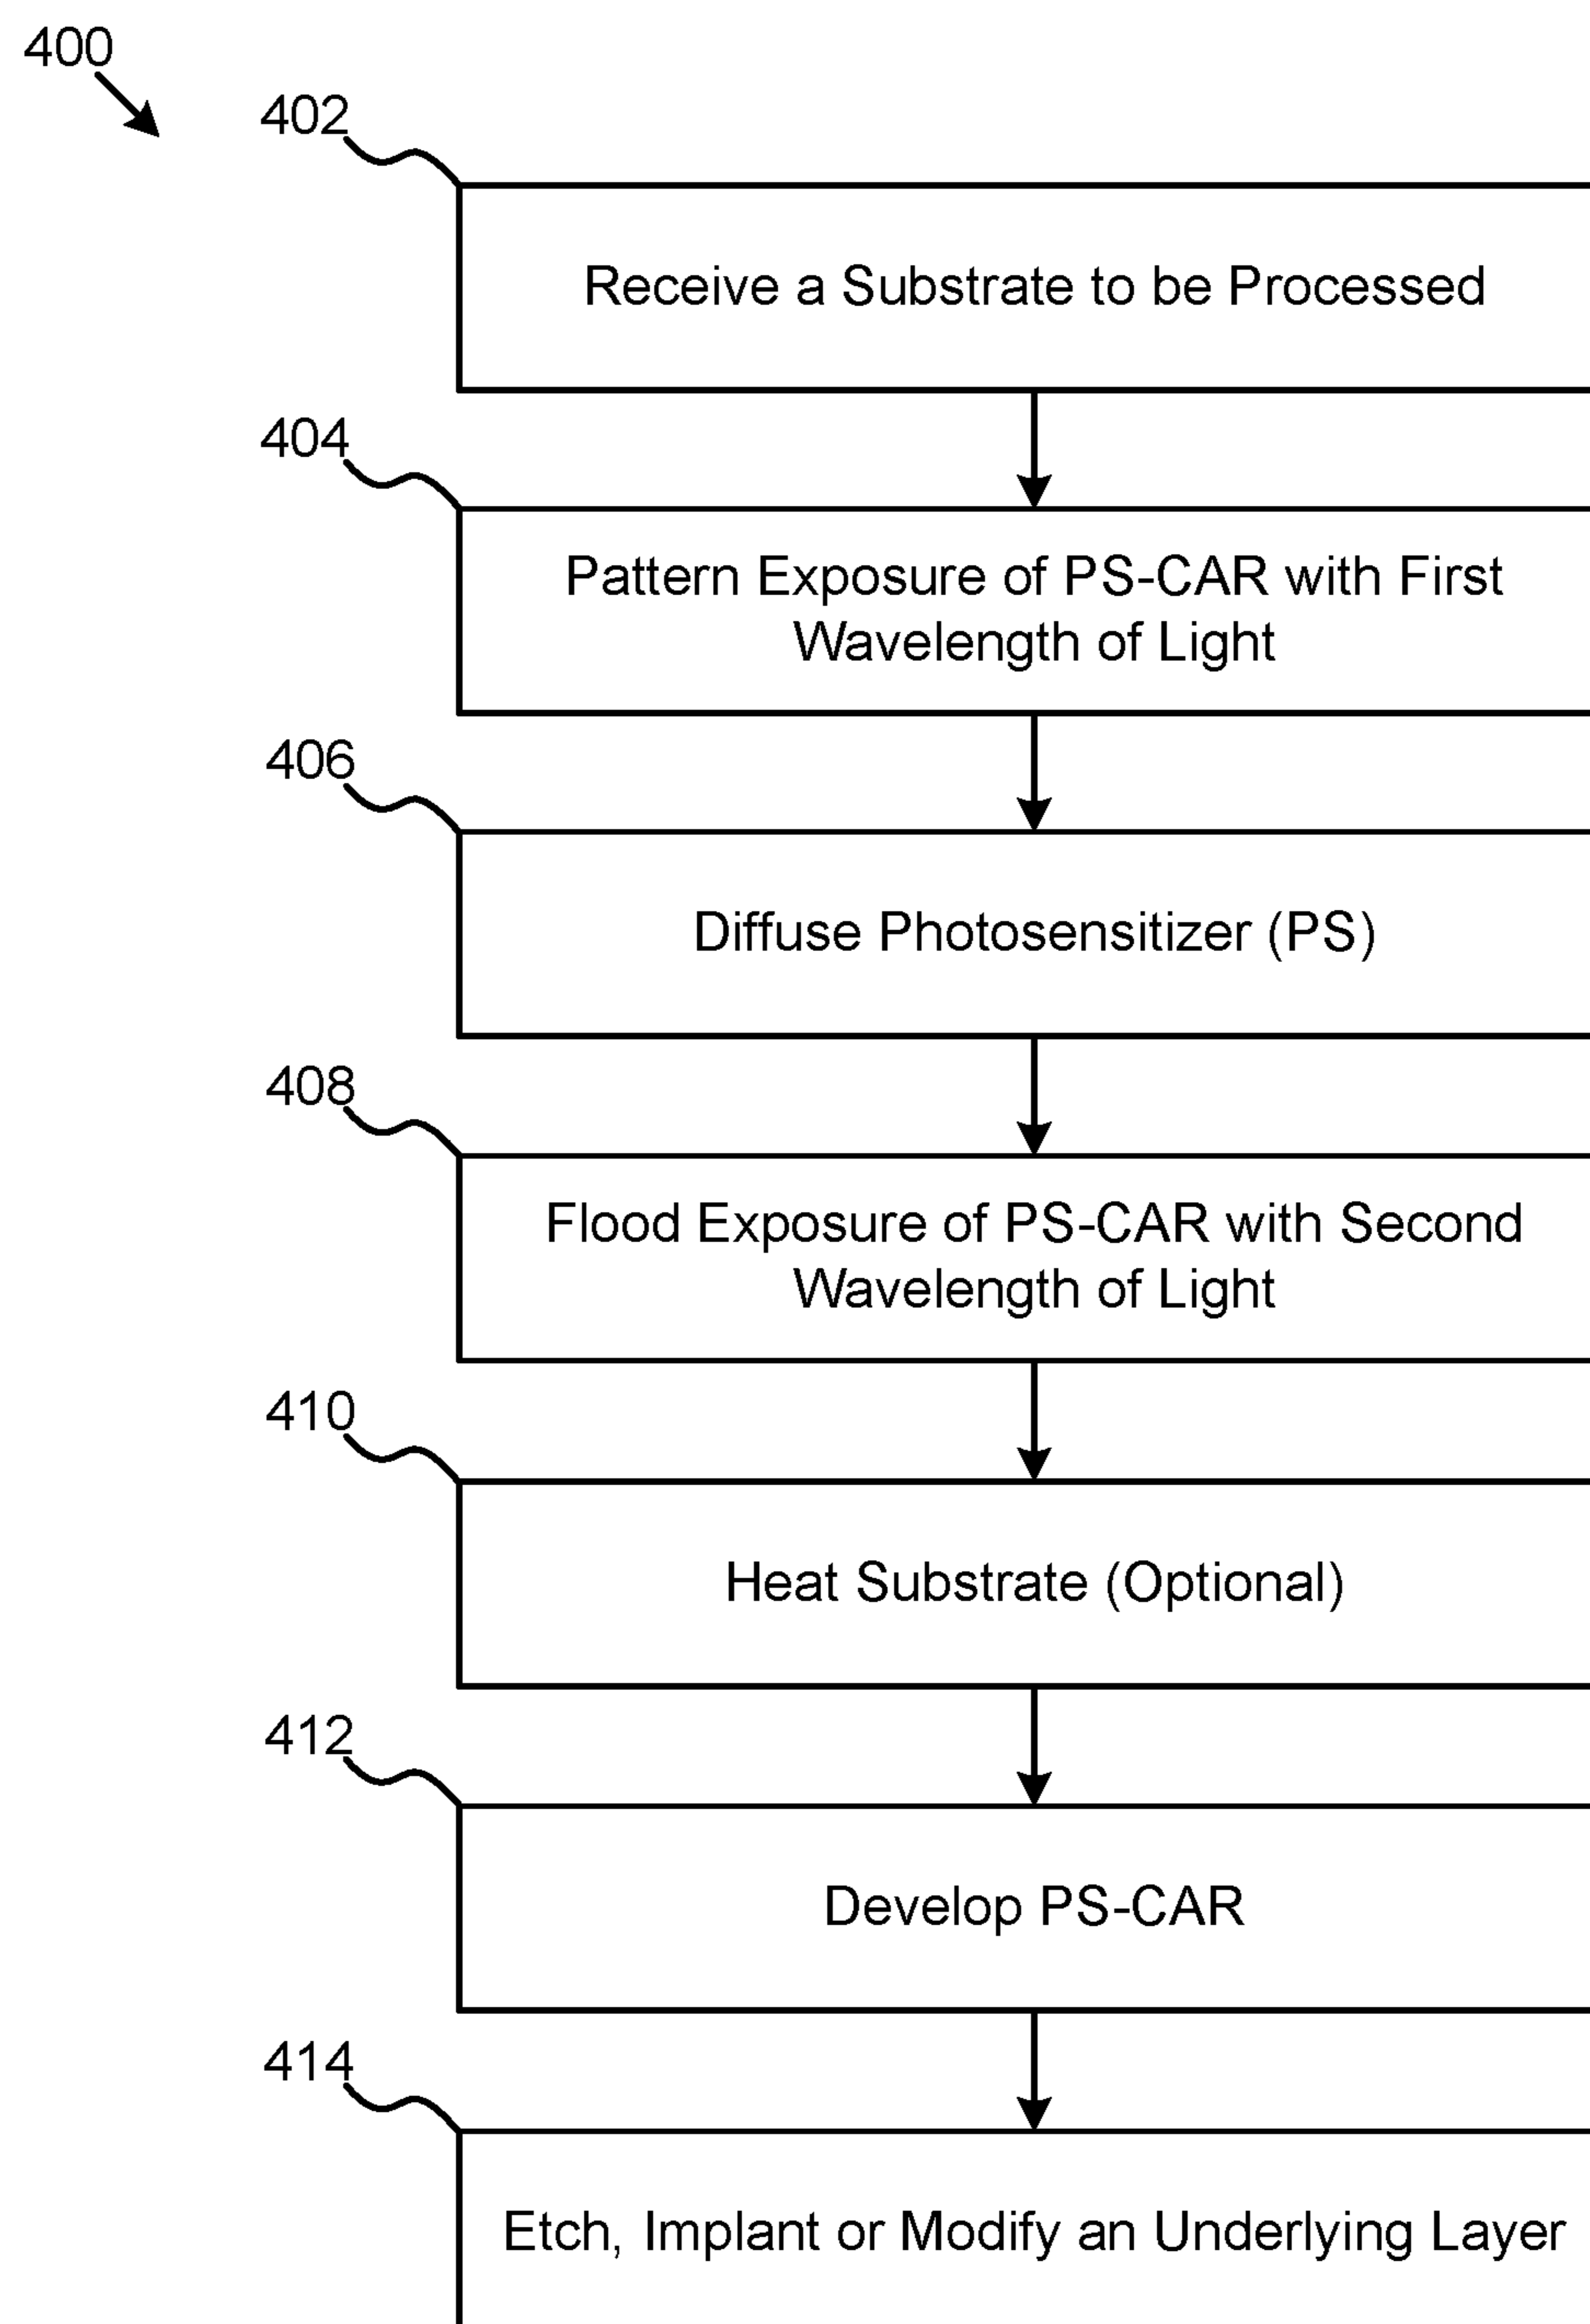 400
402
Receive a Substrate to be Processed
404
Pattern Exposure of PS-CAR with First
Wavelength of Light
406
Diffuse Photosensitizer (PS)
408
Flood Exposure of PS-CAR with Second
Wavelength of Light
410
Heat Substrate (Optional)
412
Develop PS-CAR
414
Etch, Implant or Modify an Underlying Layer